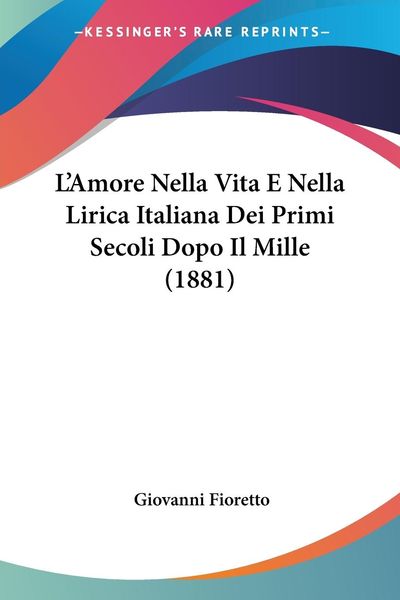 KESSINGER'S RARE REPRINTS
L'Amore Nella Vita E Nella
Lirica Italiana Dei Primi
Secoli Dopo Il Mille
(1881)
Giovanni Fioretto